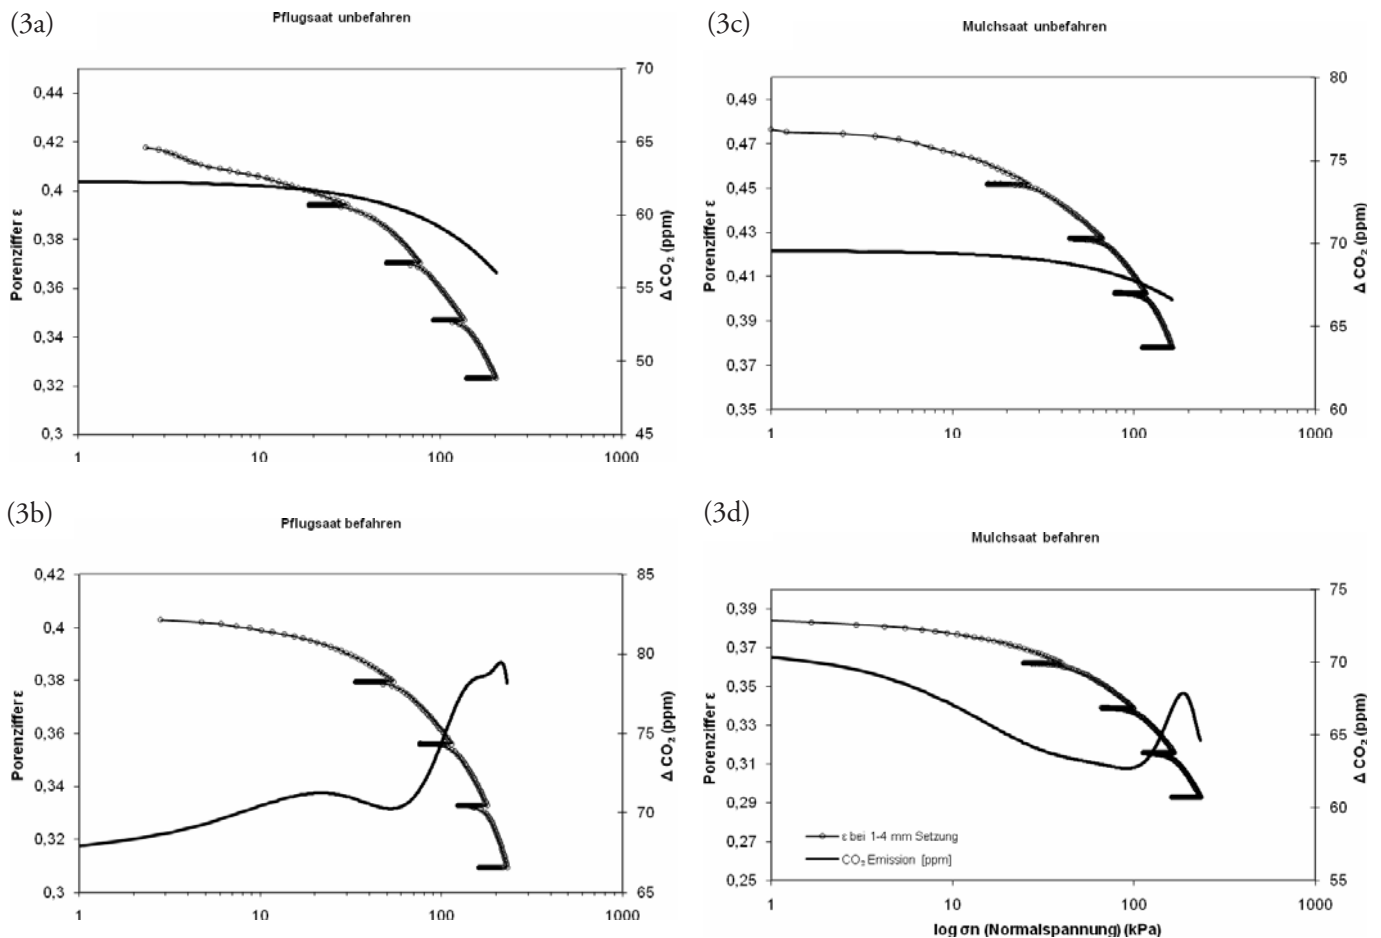 (3a)
Pflugsaat unbefahren
Porenziffer ε
0,44
0,42
0,4
0,38
0,36
0,34
0,32
0,3
70
65
60
55
50
45
Δ CO₂ (ppm)
1 10 100 1000
(3c)
Mulchsaat unbefahren
Porenziffer ε
0,49
0,47
0,45
0,43
0,41
0,39
0,37
0,35
80
75
70
65
60
Δ CO₂ (ppm)
1 10 100 1000
(3b)
Pflugsaat befahren
Porenziffer ε
0,42
0,4
0,38
0,36
0,34
0,32
0,3
85
80
75
70
65
Δ CO₂ (ppm)
1 10 100 1000
(3d)
Mulchsaat befahren
Porenziffer ε
0,39
0,37
0,35
0,33
0,31
0,29
0,27
0,25
75
70
65
60
55
Δ CO₂ (ppm)
ε bei 1-4 mm Setzung
CO₂ Emission [ppm]
1 10 100 1000
log σn (Normalspannung) (kPa)